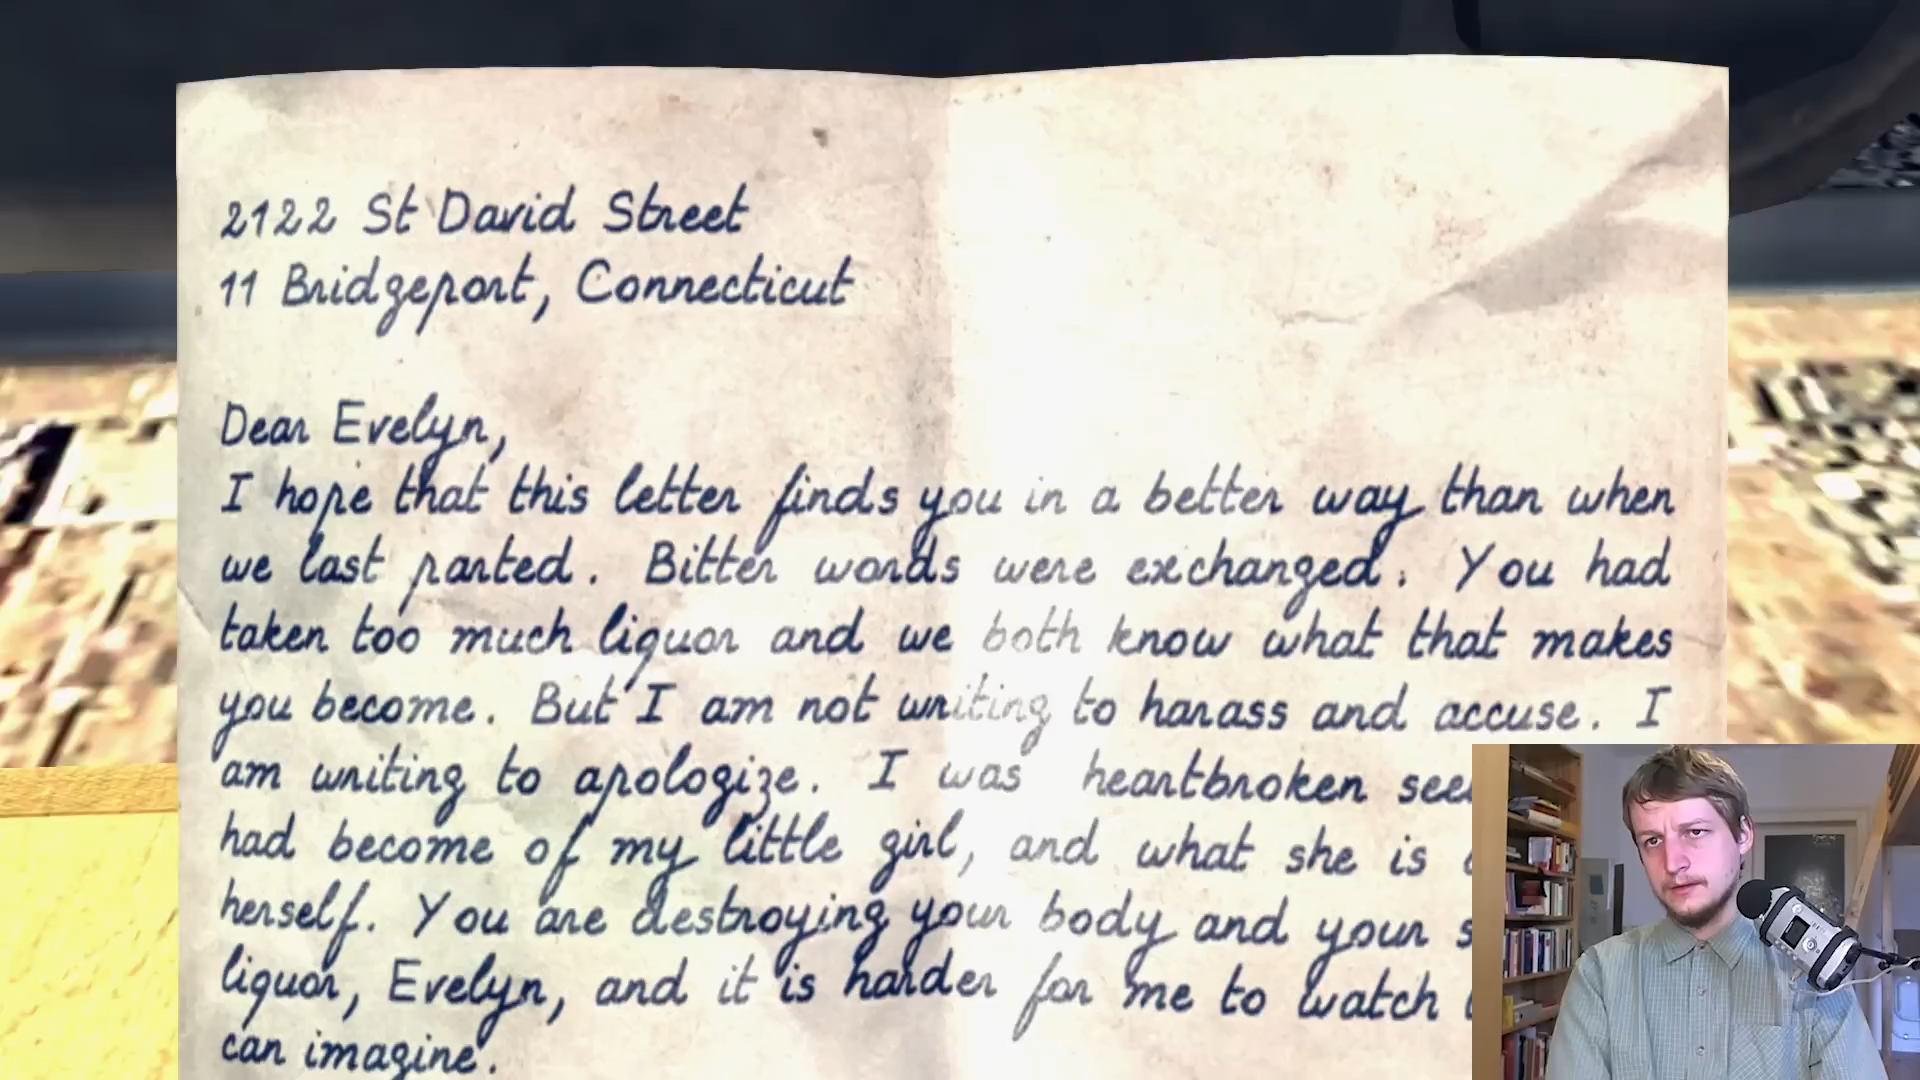 2122 St David Street
11 Bridgeport, Connecticut
Dear Evelyn,
I hope that this letter finds you in a better way than when
we last parted. Bitter words were exchanged. You had
taken too much liquor and we both know what that makes
you become. But I am not writing to harass and accuse. I
am writing to apologize. I was heartbroken
had become of my little girl, and what she is
herself. You are destroying your body and your
liquor, Evelyn, and it is harder for me to watch
can imagine.